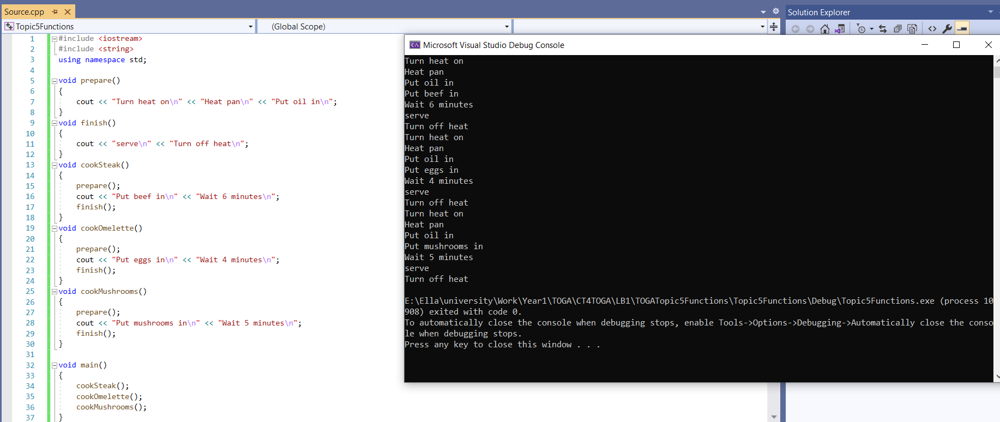 Source.cpp
Solution Explorer
Topic5Functions
(Global Scope)
1 #include <iostream>
2 #include <string>
3 using namespace std;
4
5 void prepare()
6 {
7 cout << "Turn heat on\n" << "Heat pan\n" << "Put oil in\n";
8 }
9 void finish()
10 {
11 cout << "serve\n" << "Turn off heat\n";
12 }
13 void cookSteak()
14 {
15 prepare();
16 cout << "Put beef in\n" << "Wait 6 minutes\n";
17 finish();
18 }
19 void cookOmelette()
20 {
21 prepare();
22 cout << "Put eggs in\n" << "Wait 4 minutes\n";
23 finish();
24 }
25 void cookMushrooms()
26 {
27 prepare();
28 cout << "Put mushrooms in\n" << "Wait 5 minutes\n";
29 finish();
30 }
31
32 void main()
33 {
34 cookSteak();
35 cookOmelette();
36 cookMushrooms();
37 }
Microsoft Visual Studio Debug Console
Turn heat on
Heat pan
Put oil in
Put beef in
Wait 6 minutes
serve
Turn off heat
Turn heat on
Heat pan
Put oil in
Put eggs in
Wait 4 minutes
serve
Turn off heat
Turn heat on
Heat pan
Put oil in
Put mushrooms in
Wait 5 minutes
serve
Turn off heat
E:\Ella\university\Work\Year1\TOGA\CT4TOGA\LB1\TOGATopic5Functions\Topic5Functions\Debug\Topic5Functions.exe (process 10
908) exited with code 0.
To automatically close the console when debugging stops, enable Tools->Options->Debugging->Automatically close the conso
le when debugging stops.
Press any key to close this window . . .